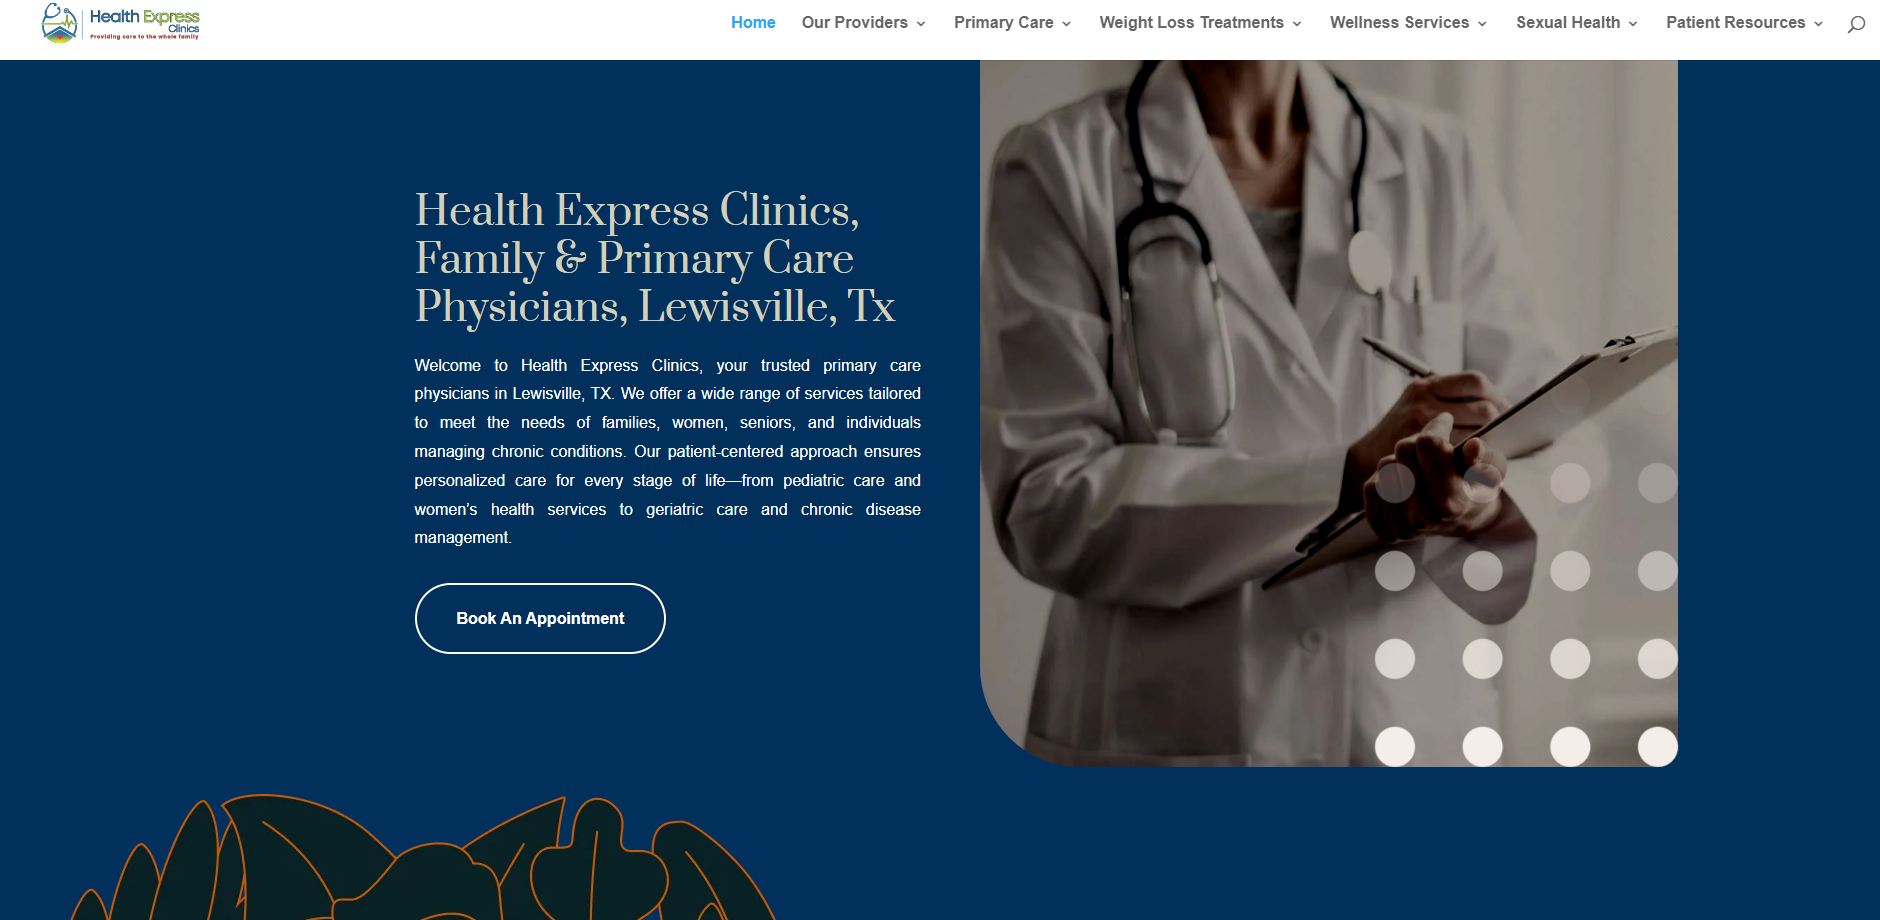 Health Express
Clinics
Providing care to the whole family
Home Our Providers Primary Care Weight Loss Treatments Wellness Services Sexual Health Patient Resources
Health Express Clinics,
Family & Primary Care
Physicians, Lewisville, Tx
Welcome to Health Express Clinics, your trusted primary care
physicians in Lewisville, TX. We offer a wide range of services tailored
to meet the needs of families, women, seniors, and individuals
managing chronic conditions. Our patient-centered approach ensures
personalized care for every stage of life—from pediatric care and
women's health services to geriatric care and chronic disease
management.
Book An Appointment